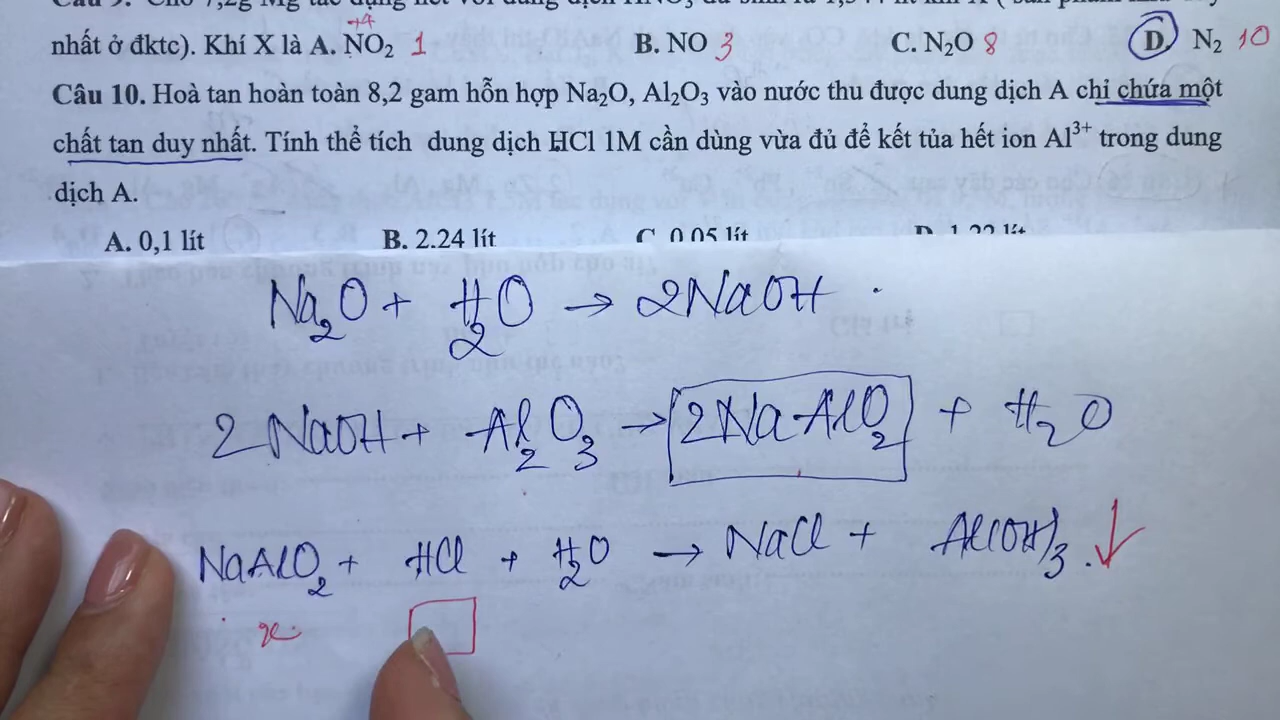 nhất ở đktc). Khí X là A. NO₂ 1 B. NO 3 C. N₂O 8 D. N₂ 10
+4
Câu 10. Hoà tan hoàn toàn 8,2 gam hỗn hợp Na₂O, Al₂O₃ vào nước thu được dung dịch A chỉ chứa một
chất tan duy nhất. Tính thể tích dung dịch HCl 1M cần dùng vừa đủ để kết tủa hết ion Al³⁺ trong dung
dịch A.
A. 0,1 lít B. 2.24 lít C. 0,05 lít
Na₂O + H₂O → 2NaOH .
2NaOH + Al₂O₃ → 2NaAlO₂ + H₂O
NaAlO₂ + HCl + H₂O → NaCl + Al(OH)₃ . ↓
x